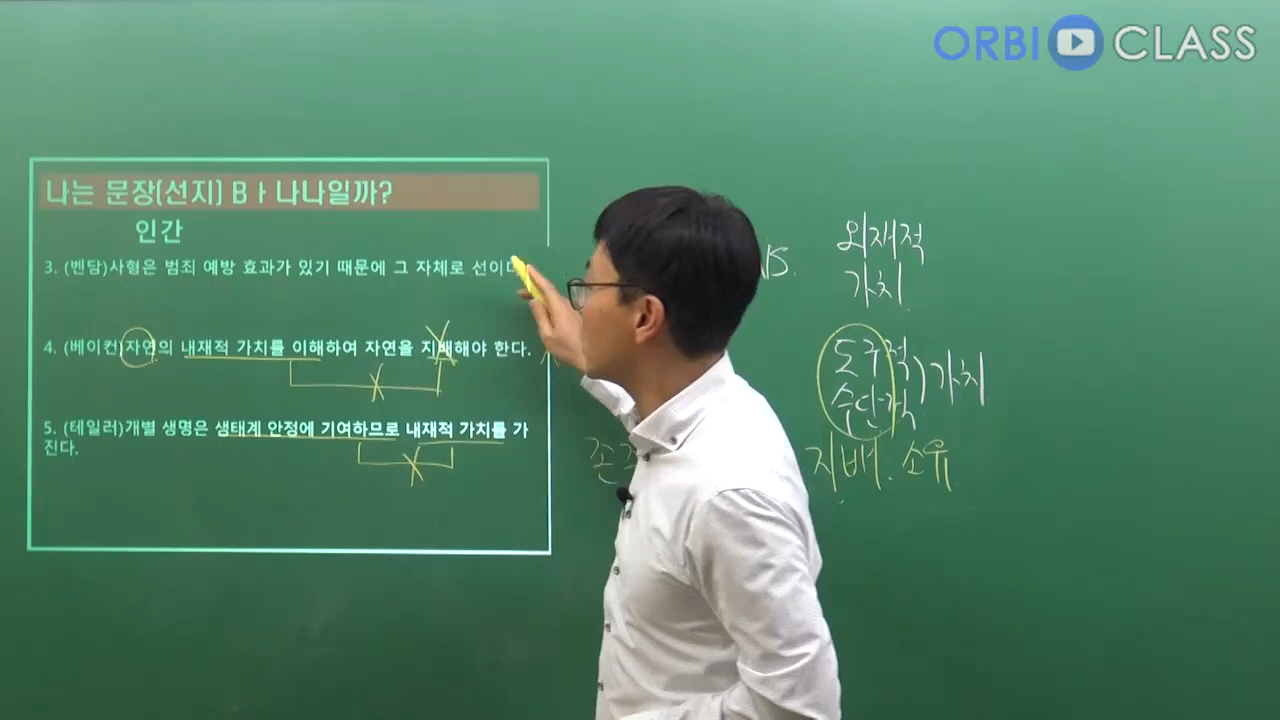 ORBI CLASS
나는 문장(선지) Bㅏ나나일까?
인간
3. (벤담)사형은 범죄 예방 효과가 있기 때문에 그 자체로 선이다
4. (베이컨)자연의 내재적 가치를 이해하여 자연을 지배해야 한다.
5. (테일러)개별 생명은 생태계 안정에 기여하므로 내재적 가치를 가
진다.
VS.
외재적
가치
도구적
수단적
가치
존
지배. 소유